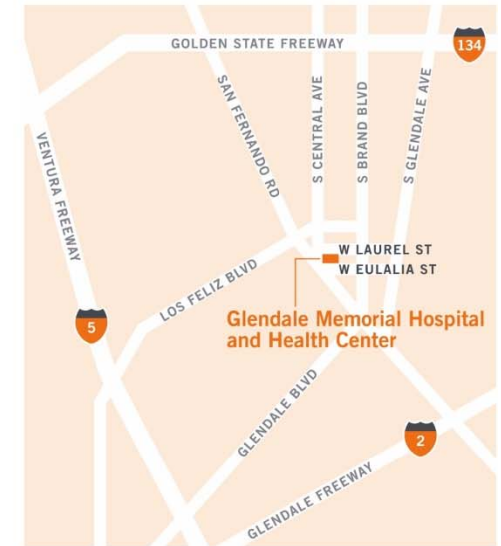 GOLDEN STATE FREEWAY
134
SAN FERNANDO RD
S CENTRAL AVE
S BRAND BLVD
S GLENDALE AVE
VENTURA FREEWAY
W LAUREL ST
W EULALIA ST
LOS FELIZ BLVD
5
Glendale Memorial Hospital
and Health Center
GLENDALE BLVD
2
GLENDALE FREEWAY